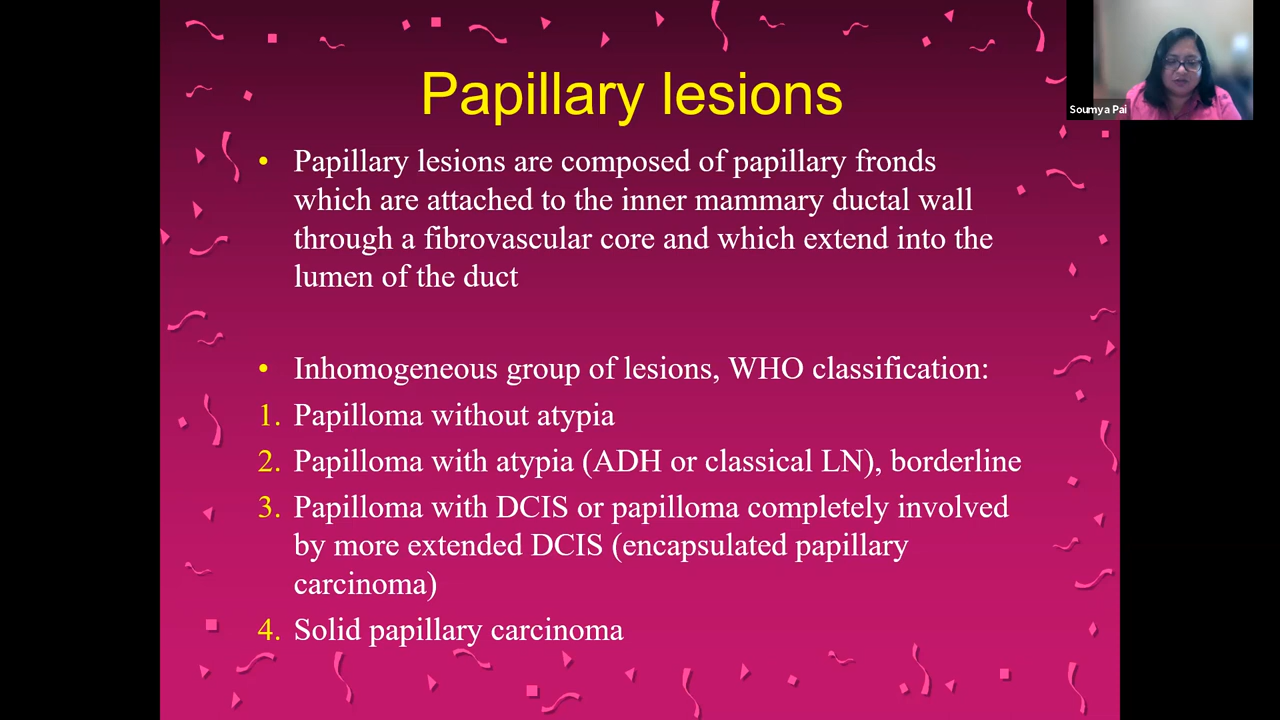 Papillary lesions
• Papillary lesions are composed of papillary fronds
which are attached to the inner mammary ductal wall
through a fibrovascular core and which extend into the
lumen of the duct
• Inhomogeneous group of lesions, WHO classification:
1. Papilloma without atypia
2. Papilloma with atypia (ADH or classical LN), borderline
3. Papilloma with DCIS or papilloma completely involved
by more extended DCIS (encapsulated papillary
carcinoma)
4. Solid papillary carcinoma
Soumya Pai